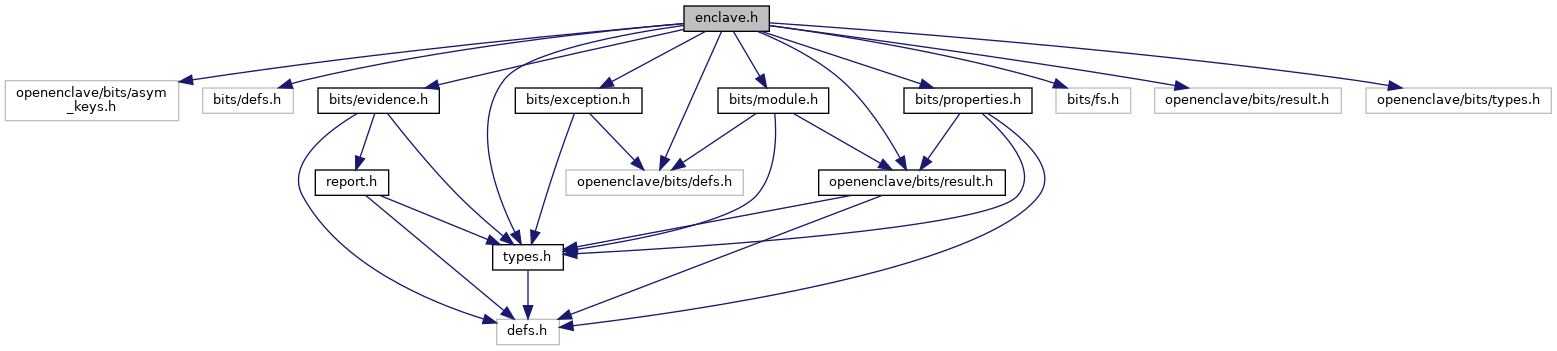 enclave.h
openenclave/bits/asym
_keys.h
bits/defs.h
bits/evidence.h
bits/exception.h
bits/module.h
bits/properties.h
bits/fs.h
openenclave/bits/result.h
openenclave/bits/types.h
report.h
openenclave/bits/defs.h
openenclave/bits/result.h
types.h
defs.h